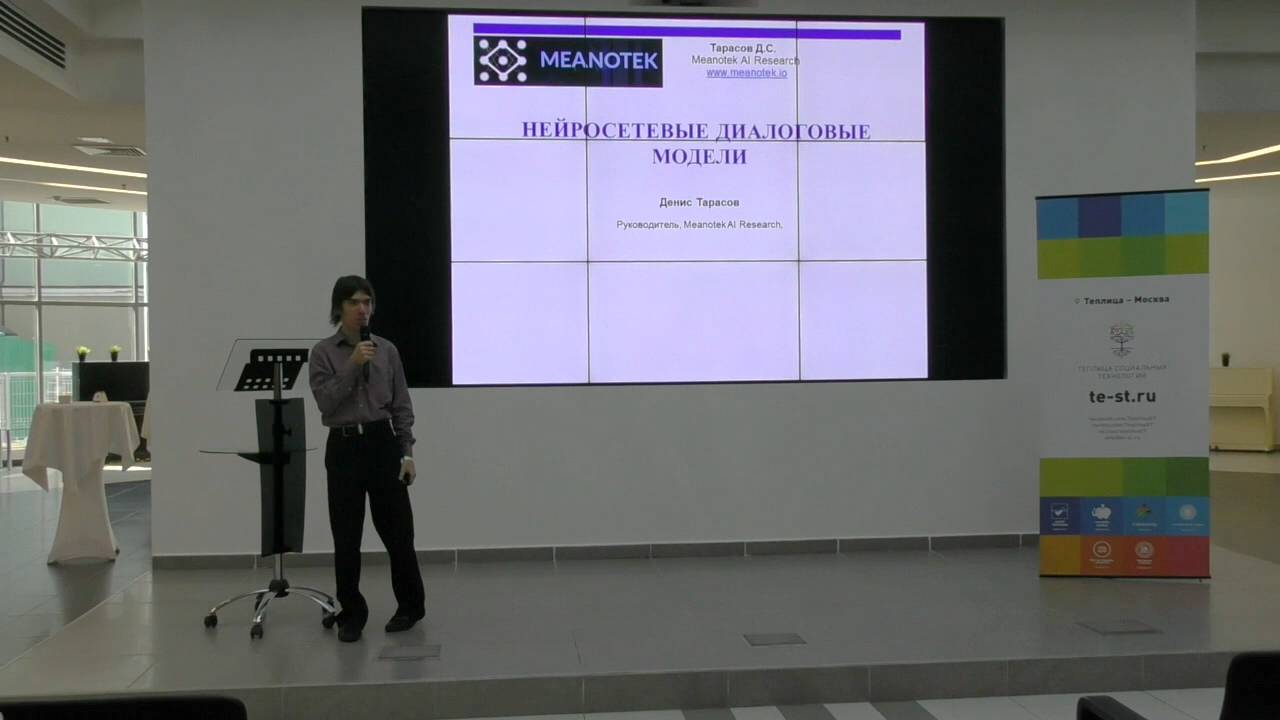 MEANOTEK
Тарасов Д.С.
Meanotek AI Research
www.meanotek.io
НЕЙРОСЕТЕВЫЕ ДИАЛОГОВЫЕ
МОДЕЛИ
Денис Тарасов
Руководитель, Meanotek AI Research,
Теплица – Москва
ТЕПЛИЦА СОЦИАЛЬНЫХ
ТЕХНОЛОГИЙ
te-st.ru